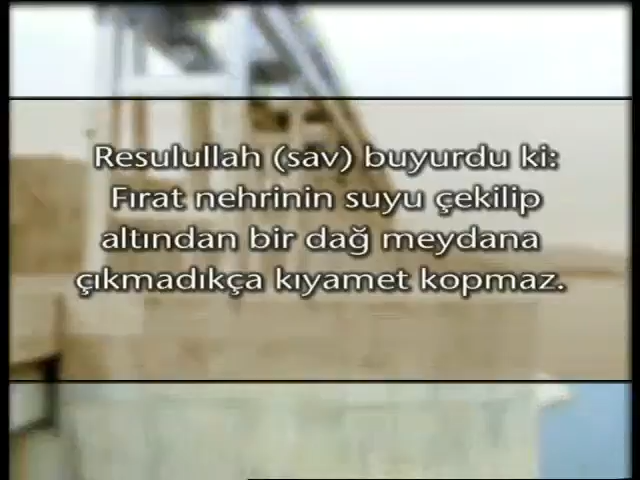 Resulullah (sav) buyurdu ki:
Fırat nehrinin suyu çekilip
altından bir dağ meydana
çıkmadıkça kıyamet kopmaz.